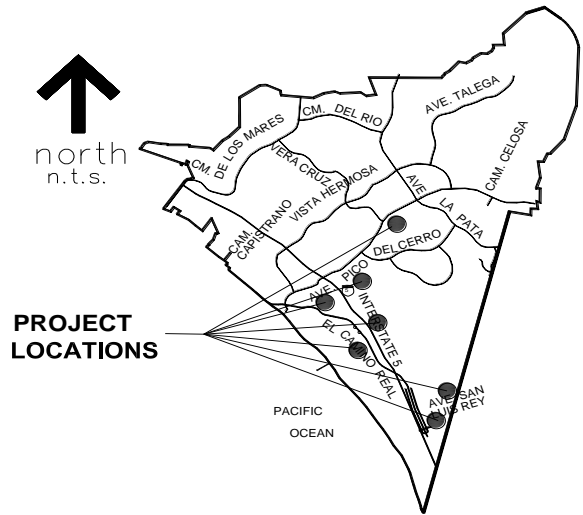 north
n.t.s.
CM. DE LOS MARES
CM. DEL RIO
AVE. TALEGA
VERA CRUZ
VISTA HERMOSA
AVE. LA PATA
CAM. CELOSA
CAM. CAPISTRANO
DEL CERRO
AVE. PICO
INTERSTATE 5
EL CAMINO REAL
PROJECT
LOCATIONS
AVE. SAN
LUIS REY
PACIFIC
OCEAN